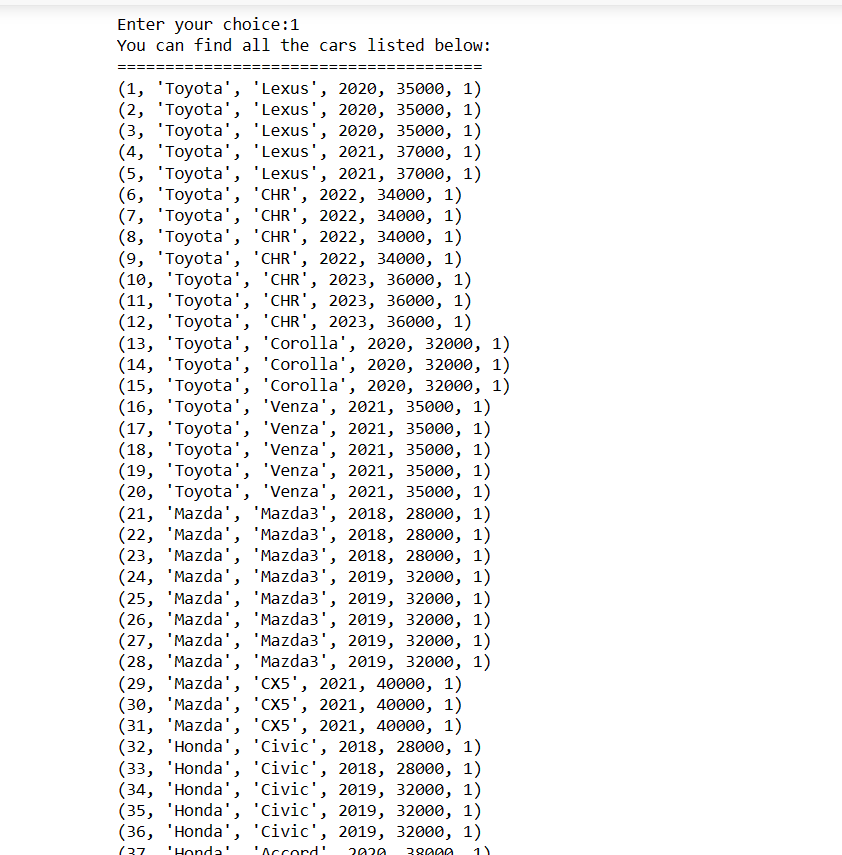 Enter your choice:1
You can find all the cars listed below:
======================================
(1, 'Toyota', 'Lexus', 2020, 35000, 1)
(2, 'Toyota', 'Lexus', 2020, 35000, 1)
(3, 'Toyota', 'Lexus', 2020, 35000, 1)
(4, 'Toyota', 'Lexus', 2021, 37000, 1)
(5, 'Toyota', 'Lexus', 2021, 37000, 1)
(6, 'Toyota', 'CHR', 2022, 34000, 1)
(7, 'Toyota', 'CHR', 2022, 34000, 1)
(8, 'Toyota', 'CHR', 2022, 34000, 1)
(9, 'Toyota', 'CHR', 2022, 34000, 1)
(10, 'Toyota', 'CHR', 2023, 36000, 1)
(11, 'Toyota', 'CHR', 2023, 36000, 1)
(12, 'Toyota', 'CHR', 2023, 36000, 1)
(13, 'Toyota', 'Corolla', 2020, 32000, 1)
(14, 'Toyota', 'Corolla', 2020, 32000, 1)
(15, 'Toyota', 'Corolla', 2020, 32000, 1)
(16, 'Toyota', 'Venza', 2021, 35000, 1)
(17, 'Toyota', 'Venza', 2021, 35000, 1)
(18, 'Toyota', 'Venza', 2021, 35000, 1)
(19, 'Toyota', 'Venza', 2021, 35000, 1)
(20, 'Toyota', 'Venza', 2021, 35000, 1)
(21, 'Mazda', 'Mazda3', 2018, 28000, 1)
(22, 'Mazda', 'Mazda3', 2018, 28000, 1)
(23, 'Mazda', 'Mazda3', 2018, 28000, 1)
(24, 'Mazda', 'Mazda3', 2019, 32000, 1)
(25, 'Mazda', 'Mazda3', 2019, 32000, 1)
(26, 'Mazda', 'Mazda3', 2019, 32000, 1)
(27, 'Mazda', 'Mazda3', 2019, 32000, 1)
(28, 'Mazda', 'Mazda3', 2019, 32000, 1)
(29, 'Mazda', 'CX5', 2021, 40000, 1)
(30, 'Mazda', 'CX5', 2021, 40000, 1)
(31, 'Mazda', 'CX5', 2021, 40000, 1)
(32, 'Honda', 'Civic', 2018, 28000, 1)
(33, 'Honda', 'Civic', 2018, 28000, 1)
(34, 'Honda', 'Civic', 2019, 32000, 1)
(35, 'Honda', 'Civic', 2019, 32000, 1)
(36, 'Honda', 'Civic', 2019, 32000, 1)
(37, 'Honda', 'Accord', 2020, 38000, 1)